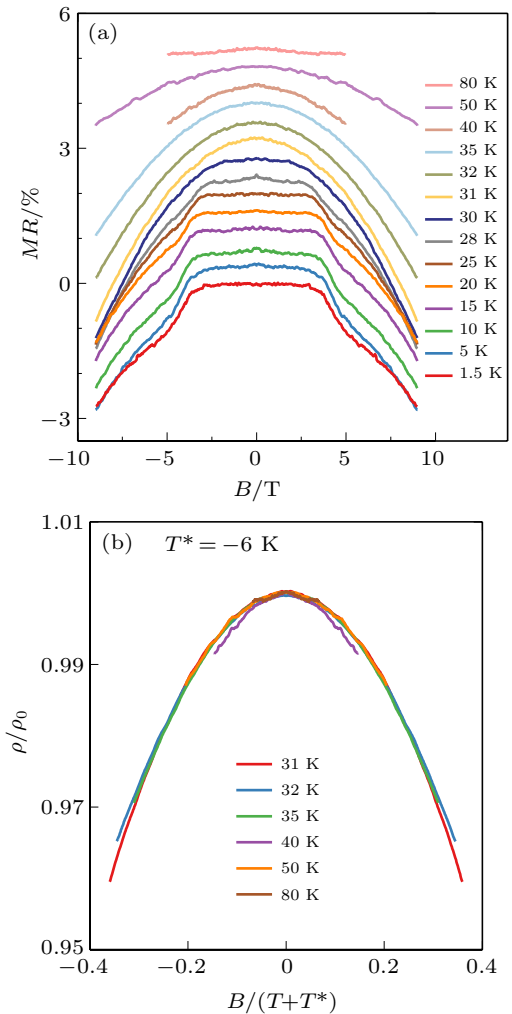 6
(a)
3
0
−3
MR/%
80 K
50 K
40 K
35 K
32 K
31 K
30 K
28 K
25 K
20 K
15 K
10 K
5 K
1.5 K
−10
−5
0
5
10
B/T
1.01
(b)
T* = −6 K
0.99
0.97
0.95
ρ/ρ₀
31 K
32 K
35 K
40 K
50 K
80 K
−0.4
−0.2
0
0.2
0.4
B/(T+T*)